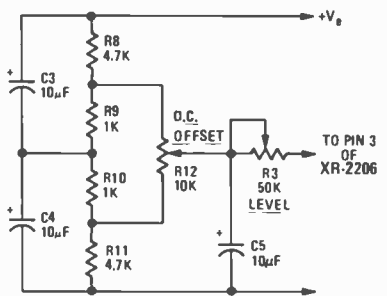 +Ve
R8
4.7K
+
C3
10µF
R9
1K
D.C.
OFFSET
R12
10K
R10
1K
+
C4
10µF
R11
4.7K
+
C5
10µF
R3
50K
LEVEL
TO PIN 3
OF
XR-2206